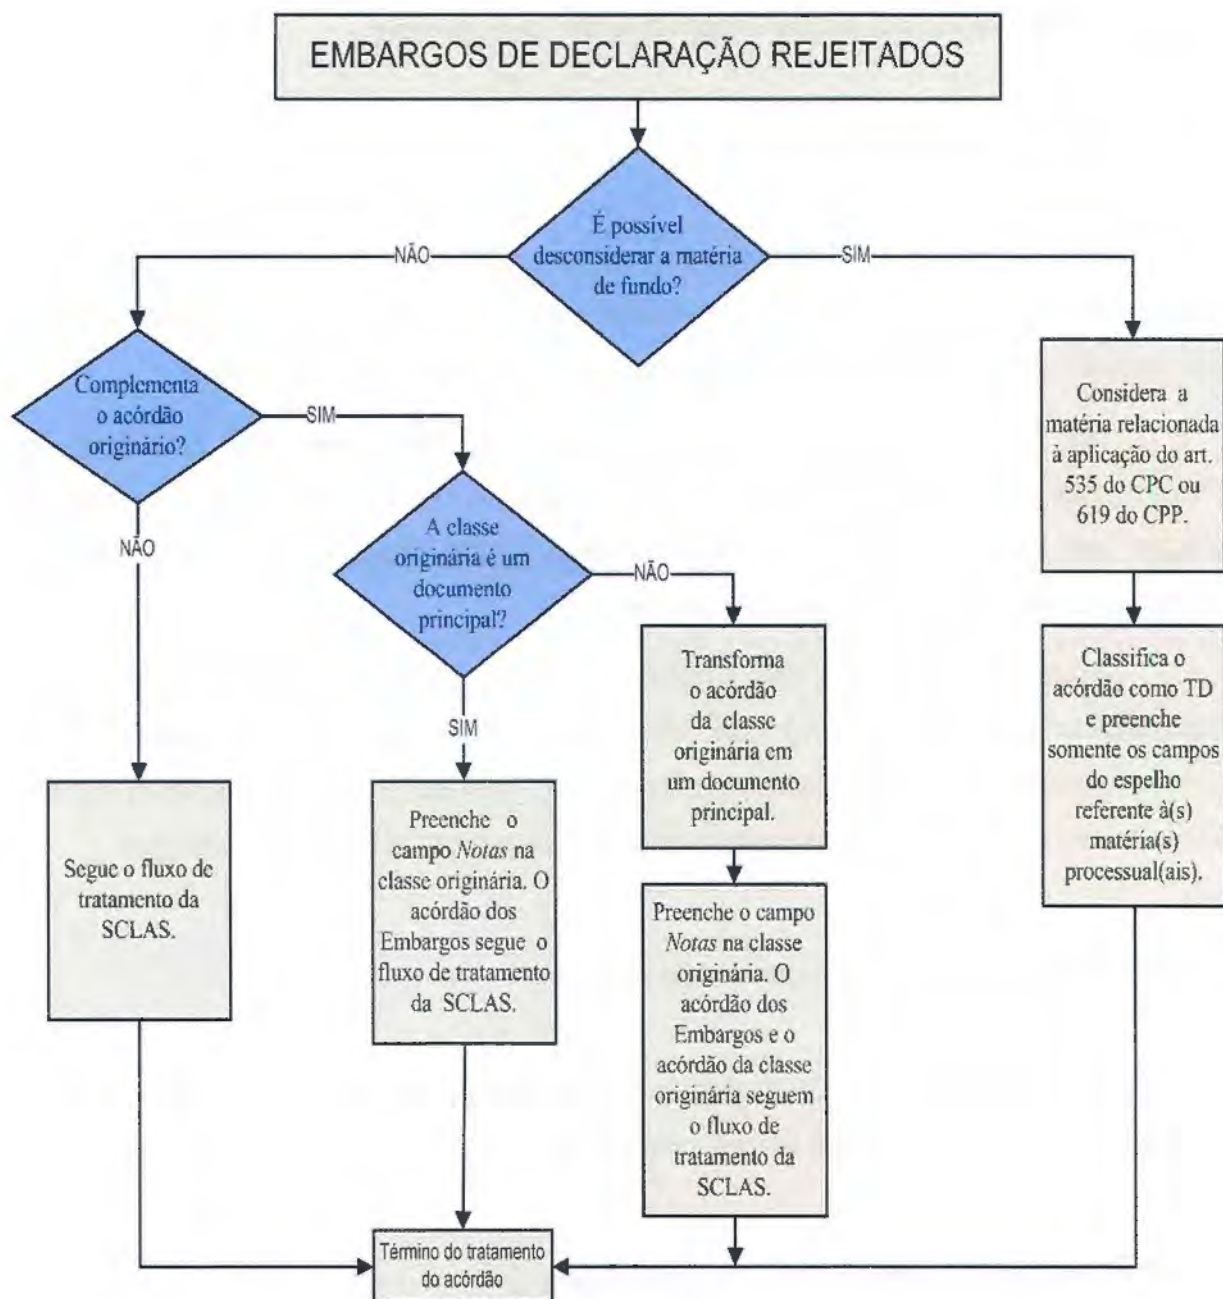 EMBARGOS DE DECLARAÇÃO REJEITADOS
É possível
desconsiderar a matéria
de fundo?
NÃO
SIM
Complementa
o acórdão
originário?
SIM
NÃO
A classe
originária é um
documento
principal?
NÃO
SIM
Considera a
matéria relacionada
à aplicação do art.
535 do CPC ou
619 do CPP.
Transforma
o acórdão
da classe
originária em
um documento
principal.
Classifica o
acórdão como TD
e preenche
somente os campos
do espelho
referente à(s)
matéria(s)
processual(ais).
Segue o fluxo de
tratamento da
SCLAS.
Preenche o
campo Notas na
classe originária. O
acórdão dos
Embargos segue o
fluxo de tratamento
da SCLAS.
Preenche o campo
Notas na classe
originária. O
acórdão dos
Embargos e o
acórdão da classe
originária seguem
o fluxo de
tratamento da
SCLAS.
Término do tratamento
do acórdão